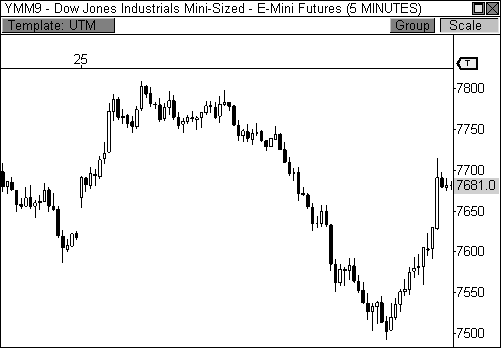 YMM9 - Dow Jones Industrials Mini-Sized - E-Mini Futures (5 MINUTES)
Template: UTM
Group
Scale
25
T
7800
7750
7700
7681.0
7650
7600
7550
7500